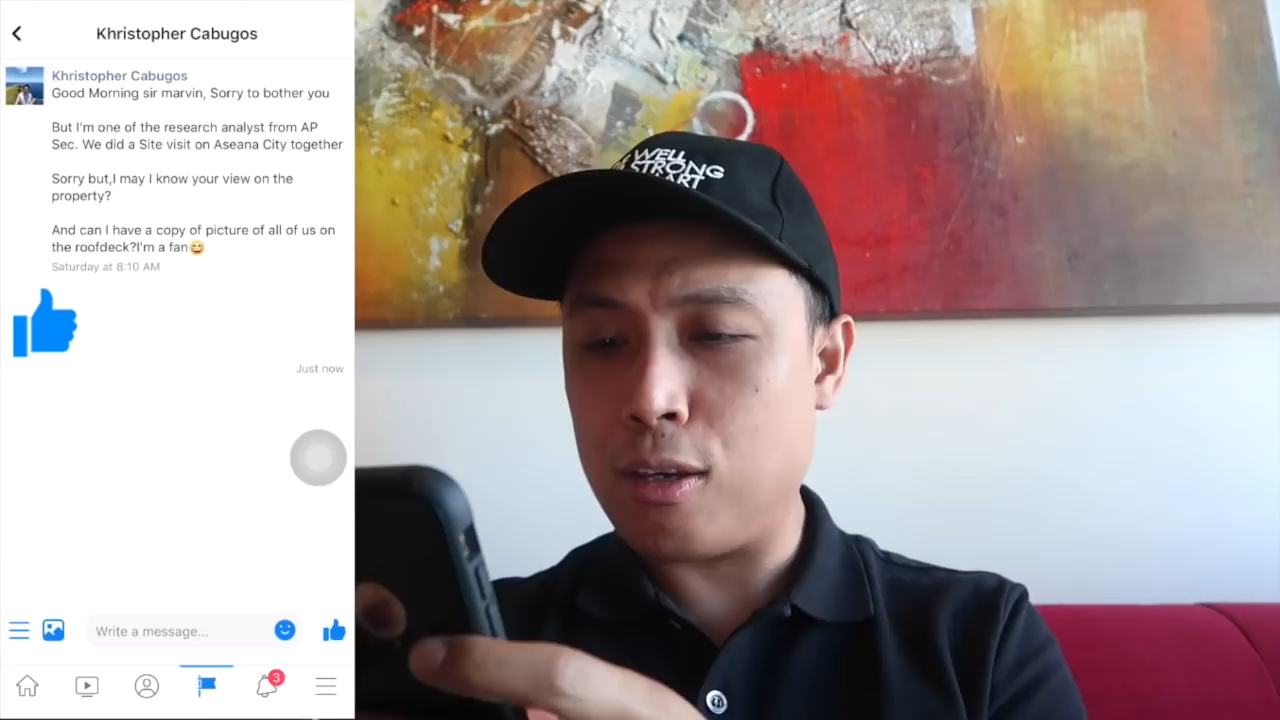 Khristopher Cabugos
Khristopher Cabugos
Good Morning sir marvin, Sorry to bother you
But I'm one of the research analyst from AP
Sec. We did a Site visit on Aseana City together
Sorry but,I may I know your view on the
property?
And can I have a copy of picture of all of us on
the roofdeck?I'm a fan😄
Saturday at 8:10 AM
Just now
Write a message...
3
WELL
STRONG